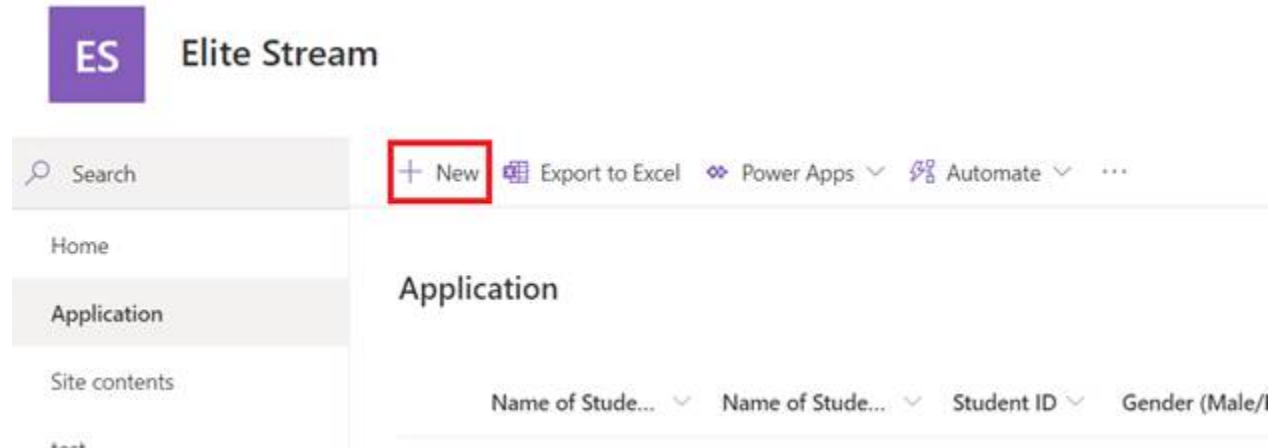 ES Elite Stream
Search
+ New Export to Excel Power Apps Automate ...
Home
Application
Application
Site contents
Name of Stude... Name of Stude... Student ID Gender (Male/